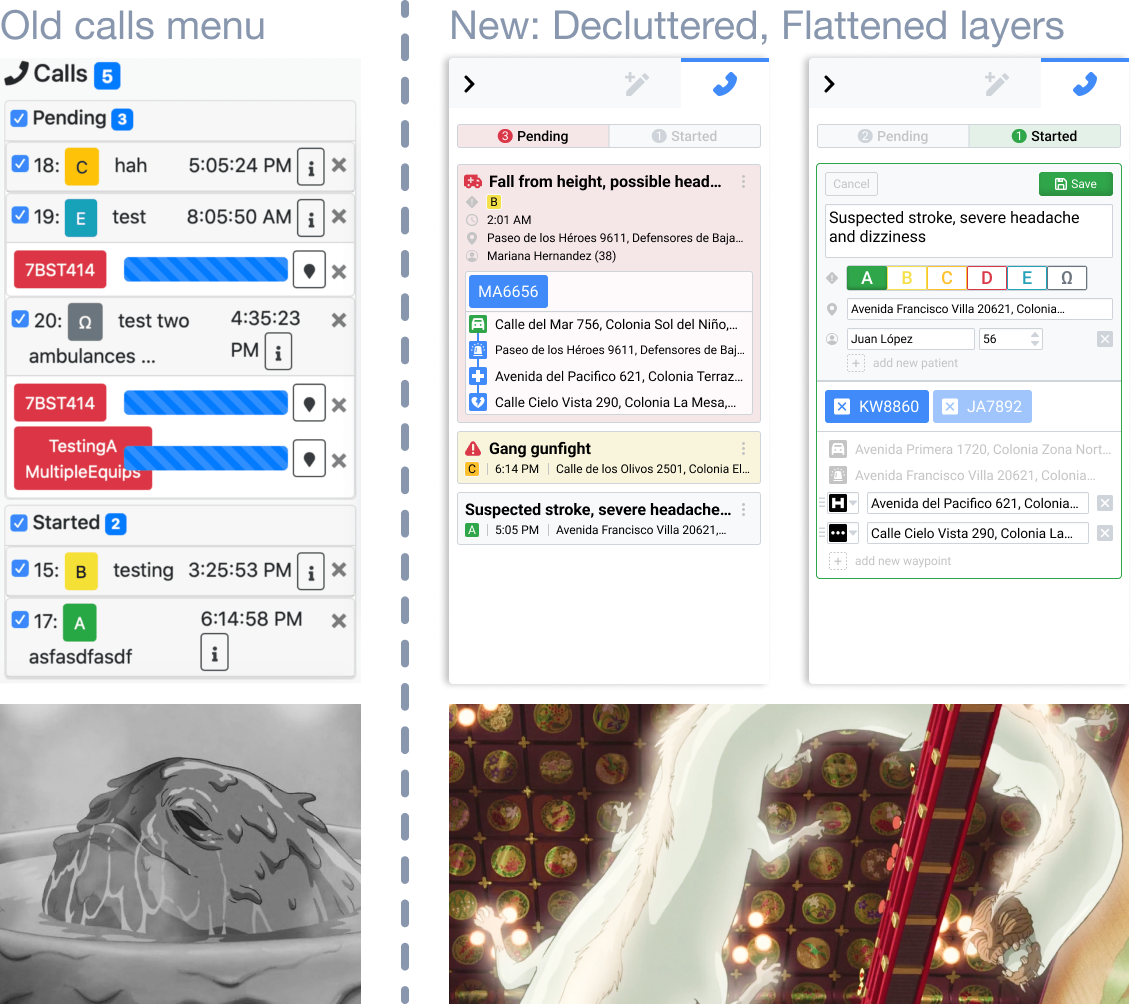 Old calls menu
Calls 5
Pending 3
18: C hah 5:05:24 PM i
19: E test 8:05:50 AM i
7BST414
20: Ω test two 4:35:23
PM i
ambulances ...
7BST414
TestingA
MultipleEquips
Started 2
15: B testing 3:25:53 PM i
17: A 6:14:58 PM
asfasdfasdf i
New: Decluttered, Flattened layers
3 Pending 1 Started
Fall from height, possible head...
B
2:01 AM
Paseo de los Héroes 9611, Defensores de Baja...
Mariana Hernandez (38)
MA6656
Calle del Mar 756, Colonia Sol del Niño,...
Paseo de los Héroes 9611, Defensores de Baj...
Avenida del Pacifico 621, Colonia Terraz...
Calle Cielo Vista 290, Colonia La Mesa,...
Gang gunfight
C 6:14 PM Calle de los Olivos 2501, Colonia El...
Suspected stroke, severe headache...
A 5:05 PM Avenida Francisco Villa 20621,...
2 Pending 1 Started
Cancel Save
Suspected stroke, severe headache
and dizziness
A B C D E Ω
Avenida Francisco Villa 20621, Colonia...
Juan López 56
add new patient
KW8860 JA7892
Avenida Primera 1720, Colonia Zona Nort...
Avenida Francisco Villa 20621, Colonia...
H Avenida del Pacifico 621, Colonia...
Calle Cielo Vista 290, Colonia La...
add new waypoint